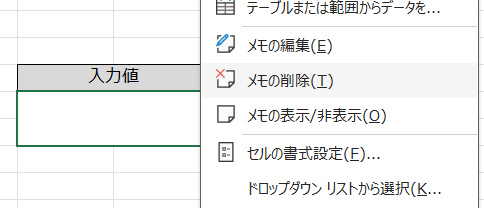 テーブルまたは範囲からデータを...
メモの編集(E)
入力値
メモの削除(T)
メモの表示/非表示(O)
セルの書式設定(F)...
ドロップダウン リストから選択(K...